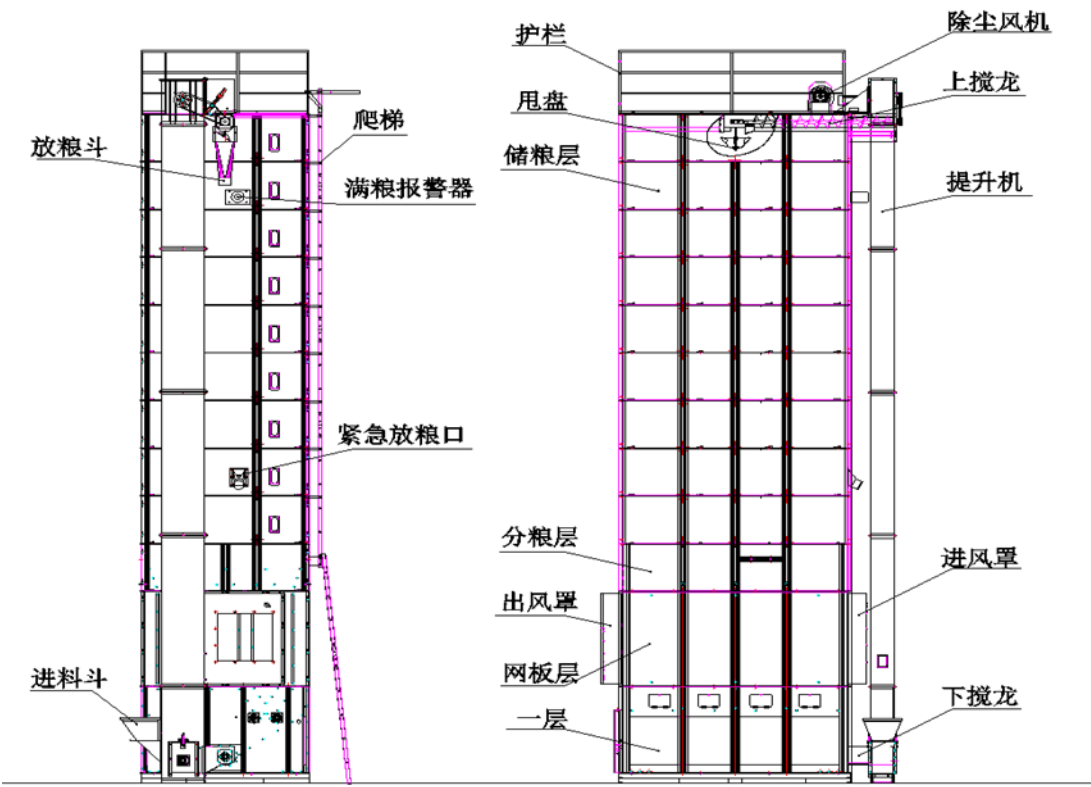 放粮斗
爬梯
满粮报警器
紧急放粮口
进料斗
护栏
除尘风机
甩盘
上搅龙
储粮层
提升机
分粮层
进风罩
出风罩
网板层
下搅龙
一层